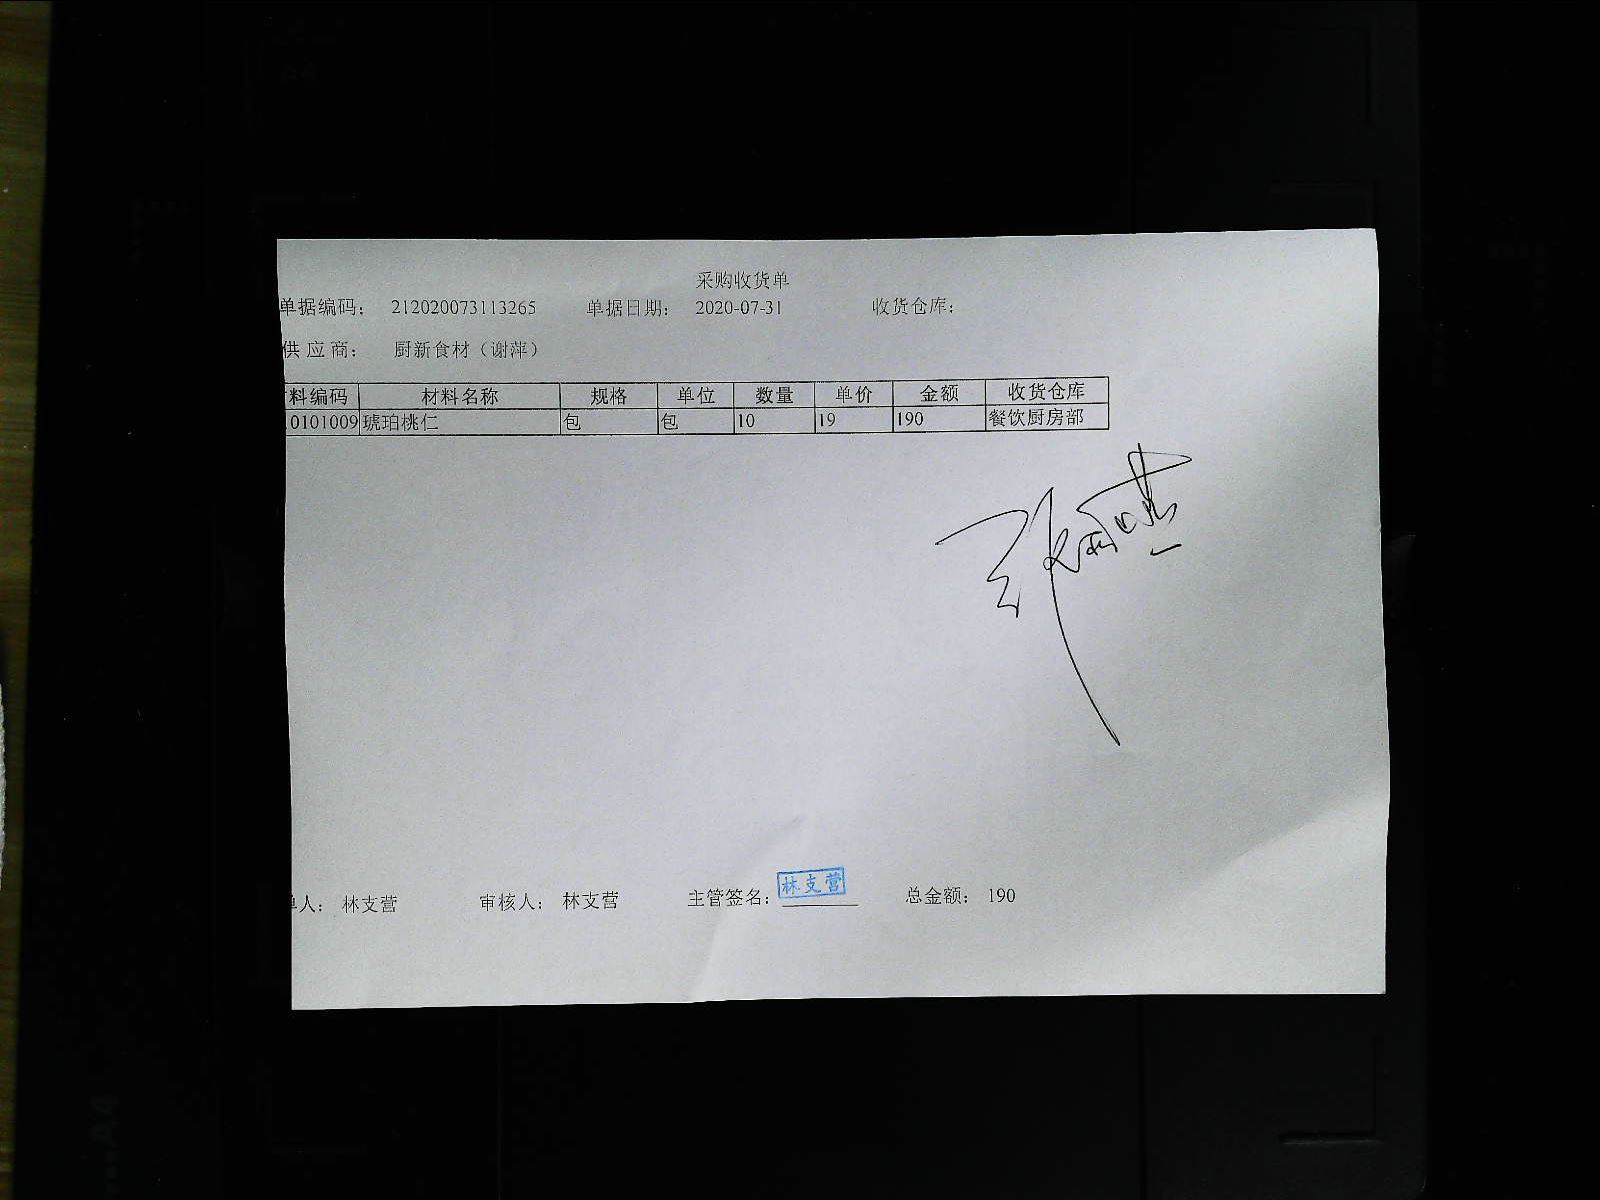 采购收货单
单据编码： 212020073113265 单据日期： 2020-07-31 收货仓库：
供应商： 厨新食材（谢萍）
料编码 材料名称 规格 单位 数量 单价 金额 收货仓库
0101009 琥珀桃仁 包 包 10 19 190 餐饮厨房部
单人： 林支营 审核人： 林支营 主管签名： 林支营 总金额： 190